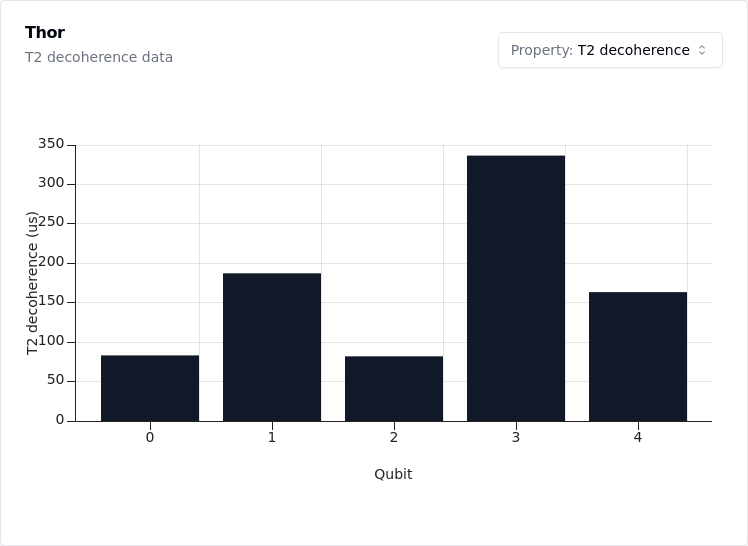 Thor
T2 decoherence data
Property: T2 decoherence
T2 decoherence (us)
350
300
250
200
150
100
50
0
0 1 2 3 4
Qubit